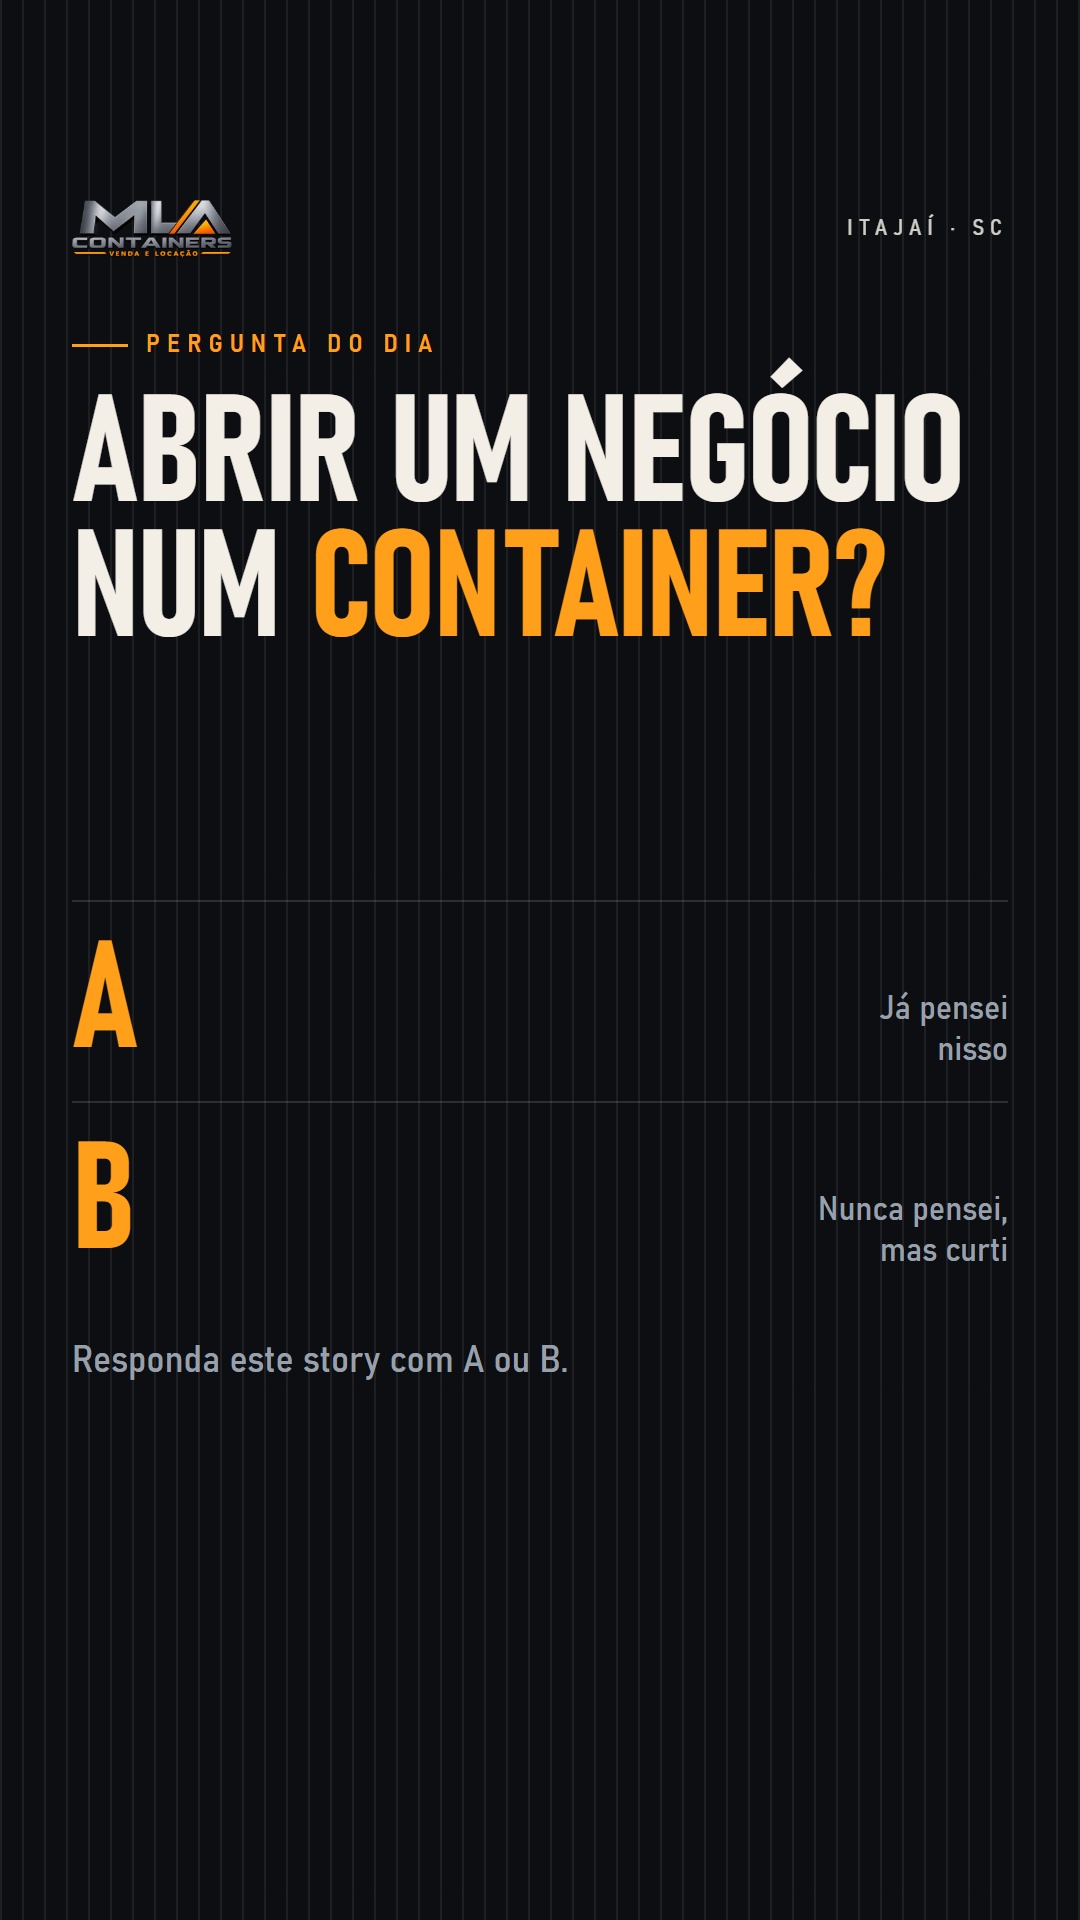 MLA
CONTAINERS
VENDA E LOCAÇÃO
ITAJAÍ · SC
PERGUNTA DO DIA
ABRIR UM NEGÓCIO
NUM CONTAINER?
A
Já pensei
nisso
B
Nunca pensei,
mas curti
Responda este story com A ou B.